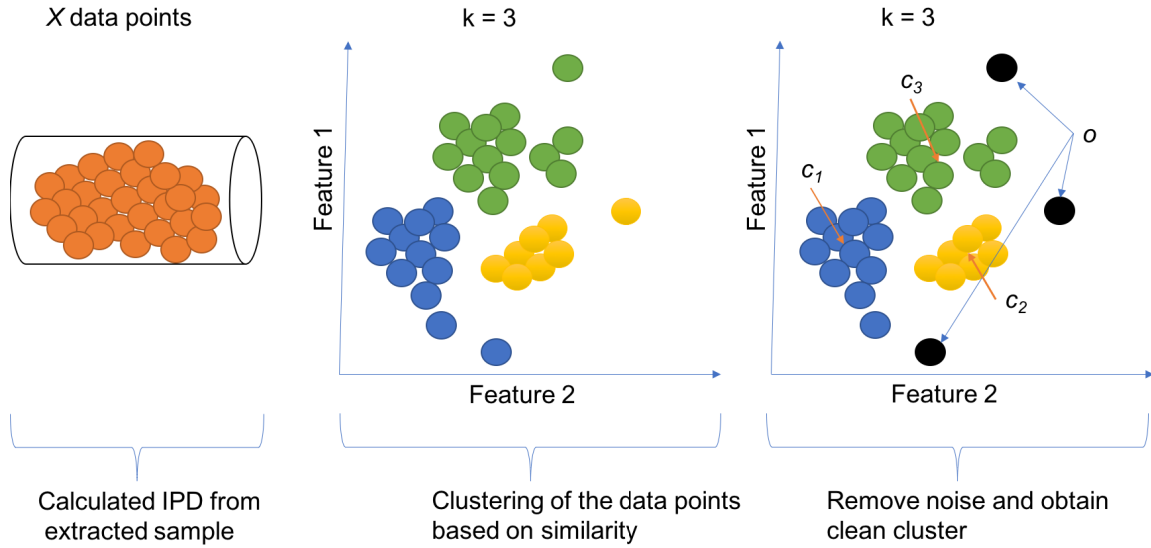 X data points
k = 3
k = 3
Feature 1
Feature 2
Feature 1
c3
c1
c2
o
Feature 2
Calculated IPD from
extracted sample
Clustering of the data points
based on similarity
Remove noise and obtain
clean cluster